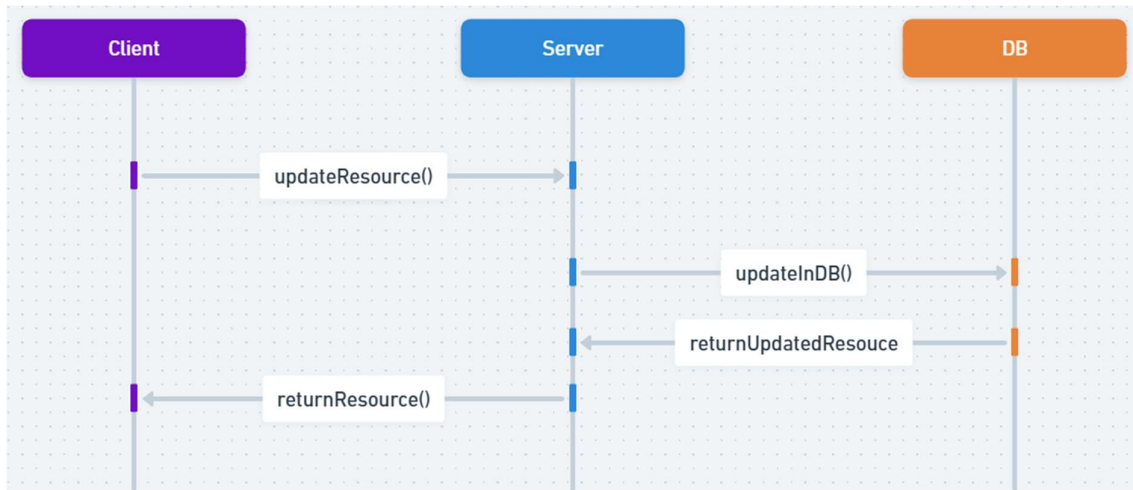 Client
Server
DB
updateResource()
updateInDB()
returnUpdatedResouce
returnResource()